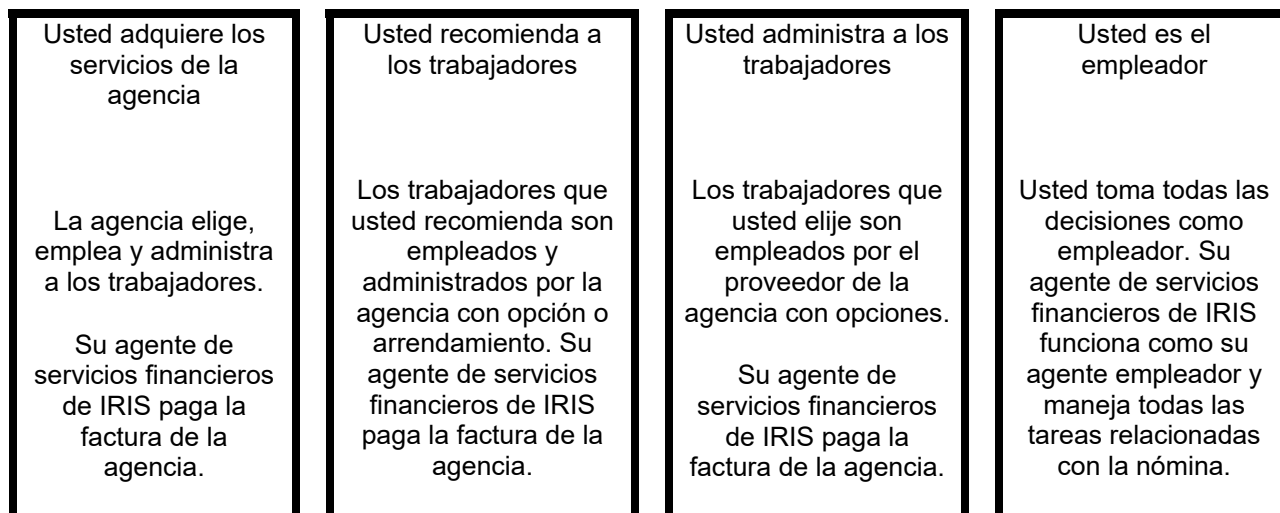 Usted adquiere los
servicios de la
agencia
La agencia elige,
emplea y administra
a los trabajadores.
Su agente de
servicios financieros
de IRIS paga la
factura de la
agencia.
Usted recomienda a
los trabajadores
Los trabajadores que
usted recomienda son
empleados y
administrados por la
agencia con opción o
arrendamiento. Su
agente de servicios
financieros de IRIS
paga la factura de la
agencia.
Usted administra a los
trabajadores
Los trabajadores que
usted elije son
empleados por el
proveedor de la
agencia con opciones.
Su agente de
servicios financieros
de IRIS paga la
factura de la agencia.
Usted es el
empleador
Usted toma todas las
decisiones como
empleador. Su
agente de servicios
financieros de IRIS
funciona como su
agente empleador y
maneja todas las
tareas relacionadas
con la nómina.